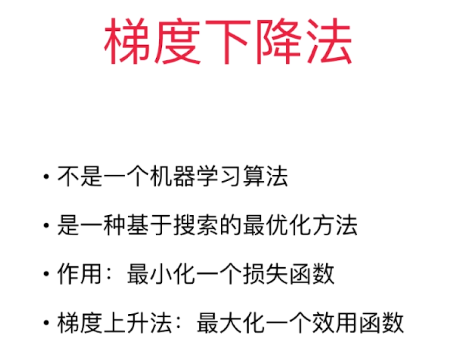 梯度下降法
• 不是一个机器学习算法
• 是一种基于搜索的最优化方法
• 作用：最小化一个损失函数
• 梯度上升法：最大化一个效用函数